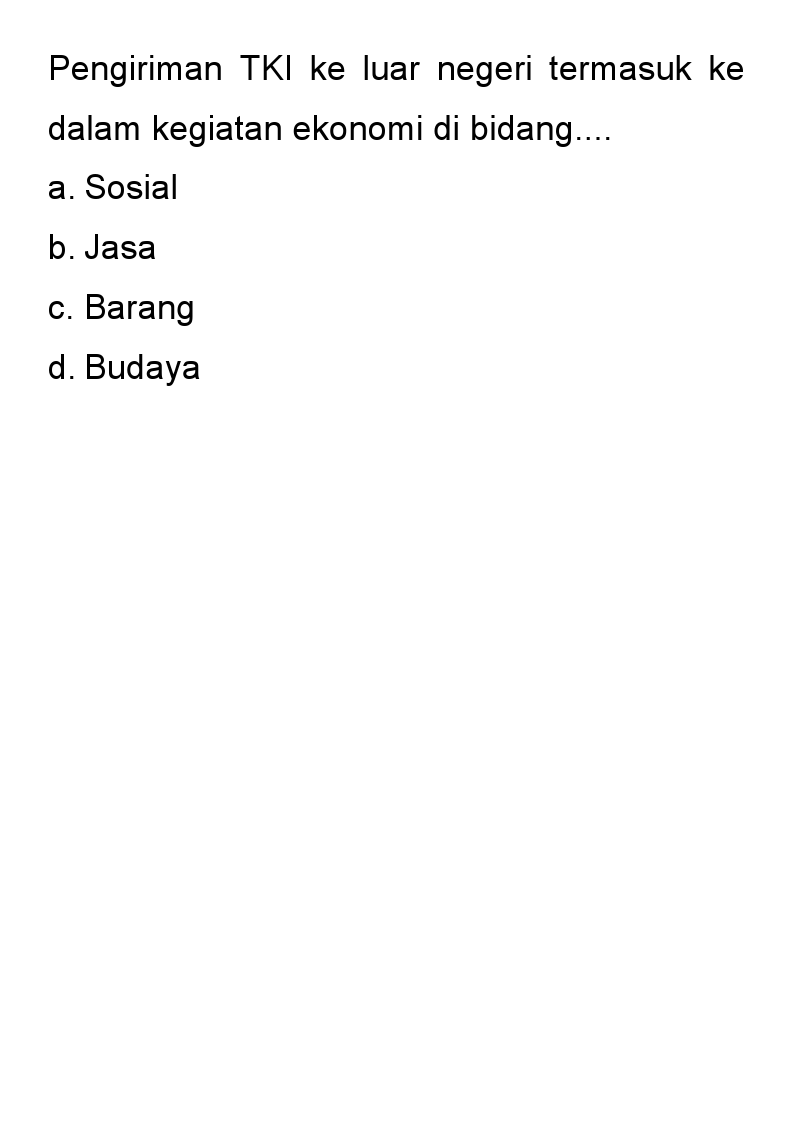 Pengiriman TKI ke luar negeri termasuk ke
dalam kegiatan ekonomi di bidang....
a. Sosial
b. Jasa
c. Barang
d. Budaya